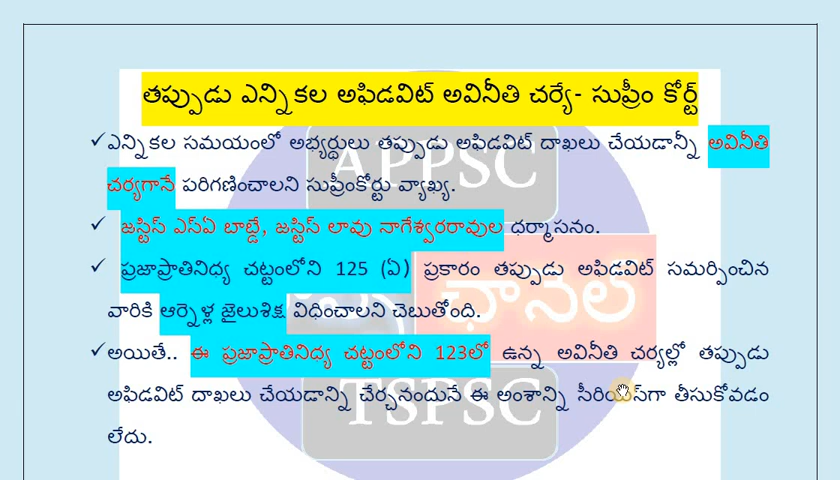 తప్పుడు ఎన్నికల అఫిడవిట్ అవినీతి చర్యే- సుప్రీం కోర్ట్
✓ఎన్నికల సమయంలో అభ్యర్థులు తప్పుడు అఫిడవిట్ దాఖలు చేయడాన్నీ అవినీతి
చర్యగానే పరిగణించాలని సుప్రీంకోర్టు వ్యాఖ్య.
✓ జస్టిస్ ఎస్ఏ బాబ్డే, జస్టిస్ లావు నాగేశ్వరరావుల ధర్మాసనం.
✓ ప్రజాప్రాతినిధ్య చట్టంలోని 125 (ఏ) ప్రకారం తప్పుడు అఫిడవిట్ సమర్పించిన
వారికి ఆర్నెళ్ల జైలుశిక్ష విధించాలని చెబుతోంది.
✓అయితే.. ఈ ప్రజాప్రాతినిధ్య చట్టంలోని 123లో ఉన్న అవినీతి చర్యల్లో తప్పుడు
అఫిడవిట్ దాఖలు చేయడాన్ని చేర్చనందునే ఈ అంశాన్ని సీరియస్‌గా తీసుకోవడం
లేదు.
APPSC
ఛానెల్
TSPSC